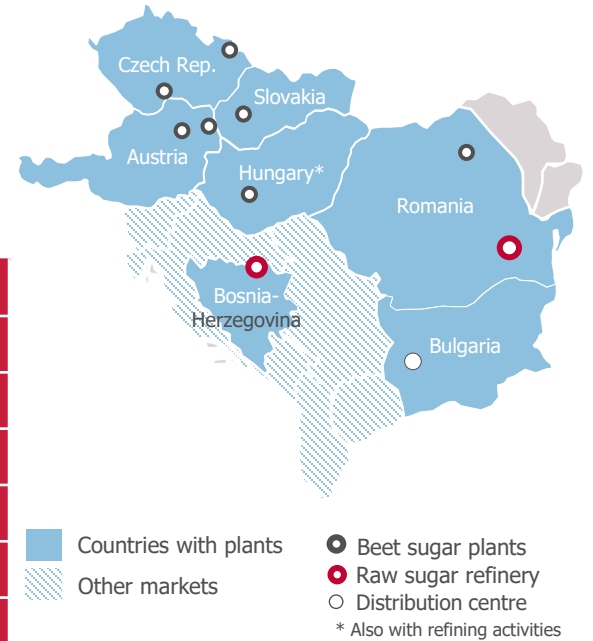 Czech Rep.
Slovakia
Austria
Hungary*
Romania
Bosnia-
Herzegovina
Bulgaria
Countries with plants
Other markets
Beet sugar plants
Raw sugar refinery
Distribution centre
* Also with refining activities